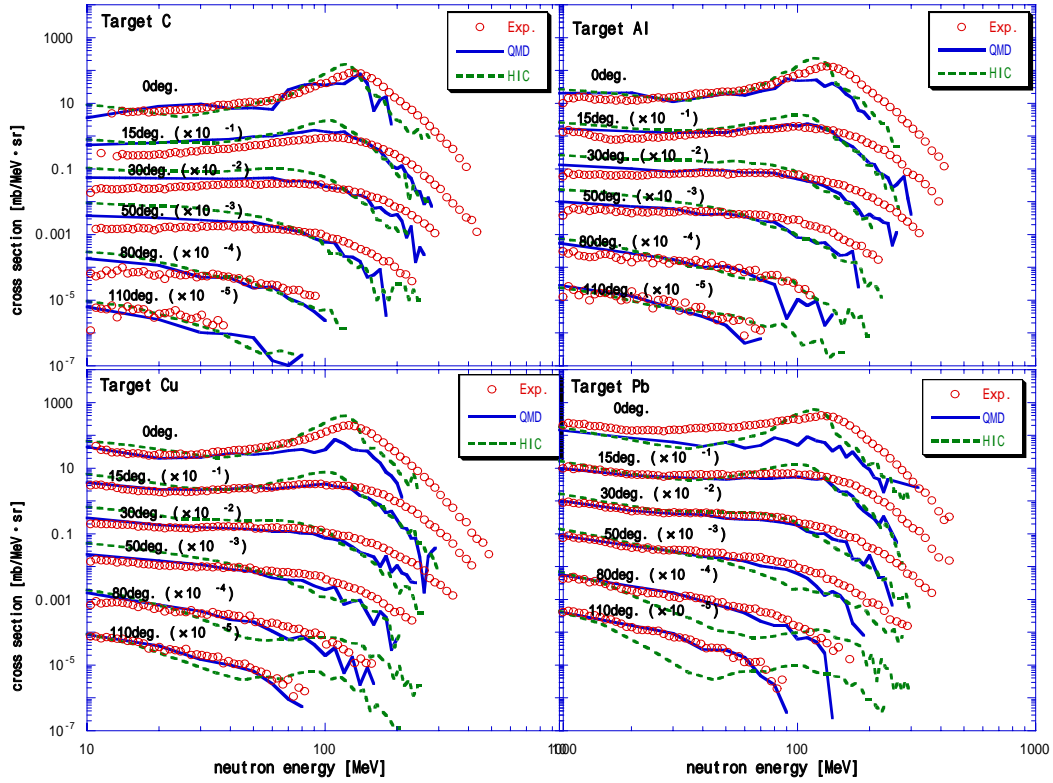 Target C
Exp.
QMD
HIC
0deg.
15deg. (×10 -1)
30deg. (×10 -2)
50deg. (×10 -3)
80deg. (×10 -4)
110deg. (×10 -5)
1000
10
0.1
0.001
10-5
10-7
cross section [mb/MeV・sr]
Target Al
Exp.
QMD
HIC
0deg.
15deg. (×10 -1)
30deg. (×10 -2)
50deg. (×10 -3)
80deg. (×10 -4)
110deg. (×10 -5)
Target Cu
Exp.
QMD
HIC
0deg.
15deg. (×10 -1)
30deg. (×10 -2)
50deg. (×10 -3)
80deg. (×10 -4)
110deg. (×10 -5)
1000
10
0.1
0.001
10-5
10-7
cross section [mb/MeV・sr]
10
100
neutron energy [MeV]
Target Pb
Exp.
QMD
HIC
0deg.
15deg. (×10 -1)
30deg. (×10 -2)
50deg. (×10 -3)
80deg. (×10 -4)
110deg. (×10 -5)
100
1000
neutron energy [MeV]